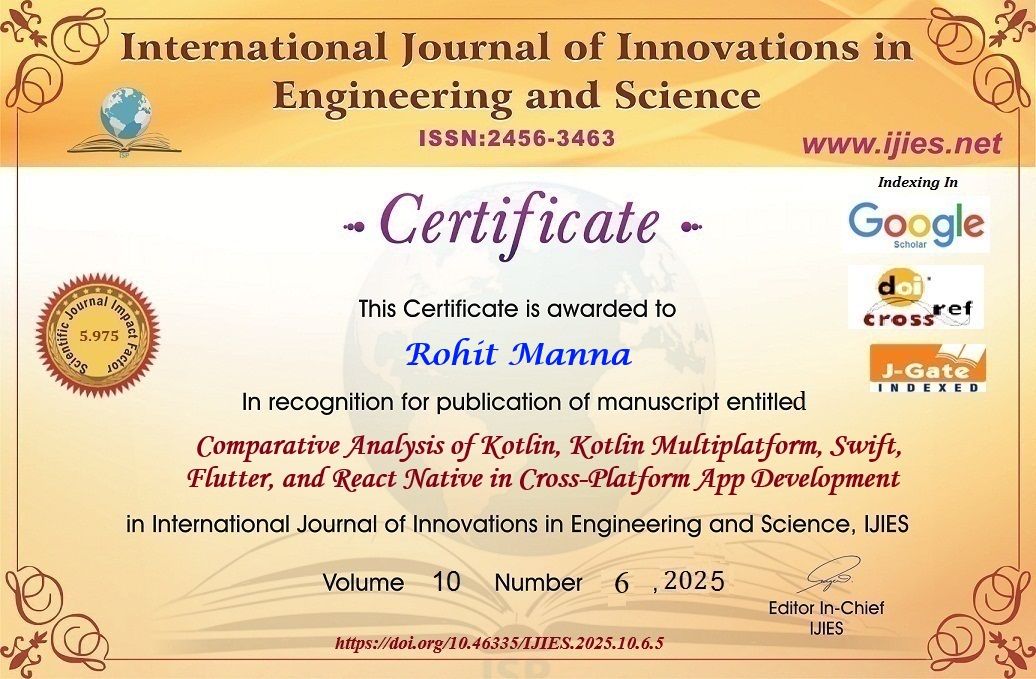 International Journal of Innovations in
Engineering and Science
ISSN:2456-3463
www.ijies.net
ISP
Indexing In
Google
Scholar
doi
cross ref
J-Gate
INDEXED
Certificate
Scientific Journal Impact Factor
5.975
This Certificate is awarded to
Rohit Manna
In recognition for publication of manuscript entitled
Comparative Analysis of Kotlin, Kotlin Multiplatform, Swift,
Flutter, and React Native in Cross-Platform App Development
in International Journal of Innovations in Engineering and Science, IJIES
Volume 10 Number 6 , 2025
Editor In-Chief
IJIES
https://doi.org/10.46335/IJIES.2025.10.6.5
ISP